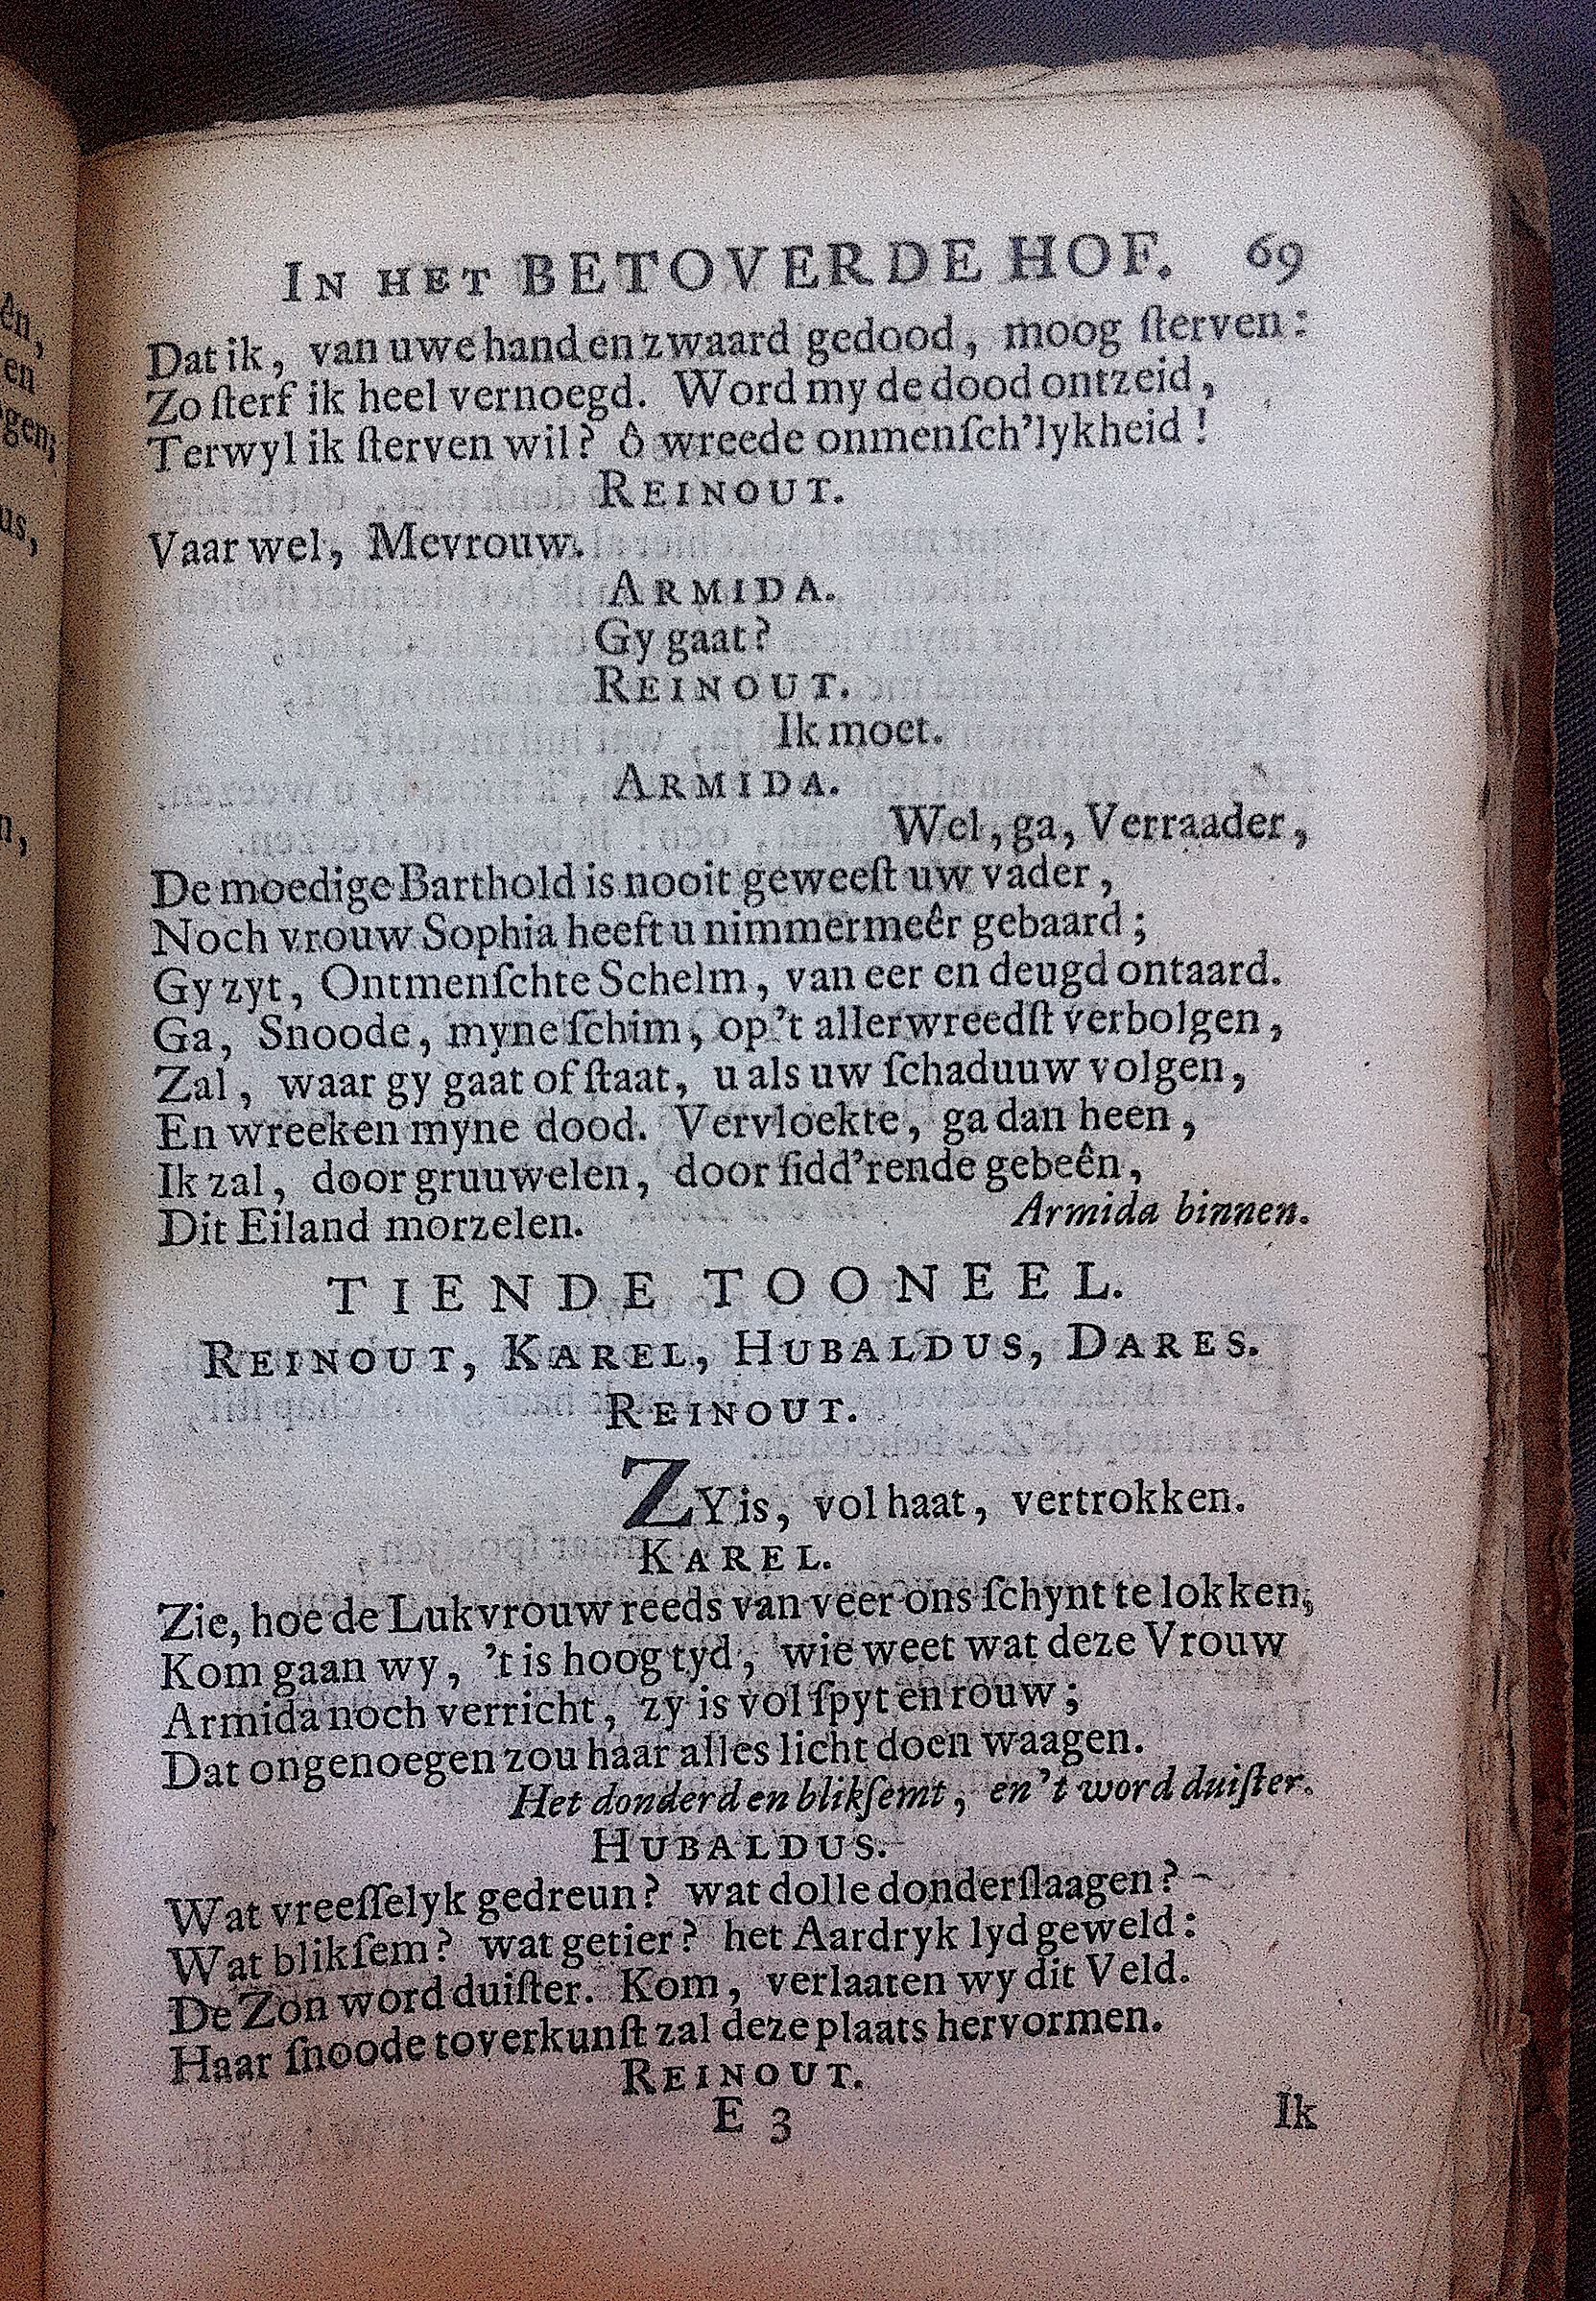 In het BETOVERDE HOF. 69
Dat ik, van uwe hand en zwaard gedood, moog ſterven:
Zo ſterf ik heel vernoegd. Word my de dood ontzeid,
Terwyl ik ſterven wil? ô wreede onmenſch'lykheid!
REINOUT.
Vaar wel, Mevrouw.
ARMIDA.
Gy gaat?
REINOUT.
Ik moet.
ARMIDA.
Wel, ga, Verraader,
De moedige Barthold is nooit geweeſt uw vader,
Noch vrouw Sophia heeft u nimmermeêr gebaard;
Gy zyt, Ontmenſchte Schelm, van eer en deugd ontaard.
Ga, Snoode, myne ſchim, op 't allerwreedſt verbolgen,
Zal, waar gy gaat of ſtaat, u als uw ſchaduuw volgen,
En wreeken myne dood. Vervloekte, ga dan heen,
Ik zal, door gruuwelen, door ſidd'rende gebeên,
Dit Eiland morzelen. Armida binnen.
TIENDE TOONEEL.
REINOUT, KAREL, HUBALDUS, DARES.
REINOUT.
ZY is, vol haat, vertrokken.
KAREL.
Zie, hoe de Lukvrouw reeds van veer ons ſchynt te lokken,
Kom gaan wy, 't is hoog tyd, wie weet wat deze Vrouw
Armida noch verricht, zy is vol ſpyt en rouw;
Dat ongenoegen zou haar alles licht doen waagen.
Het donderd en blikſemt, en 't word duiſter.
HUBALDUS.
Wat vreeſſelyk gedreun? wat dolle donderſlaagen?
Wat blikſem? wat getier? het Aardryk lyd geweld:
De Zon word duiſter. Kom, verlaaten wy dit Veld.
Haar ſnoode toverkunſt zal deze plaats hervormen.
REINOUT.
E 3 Ik